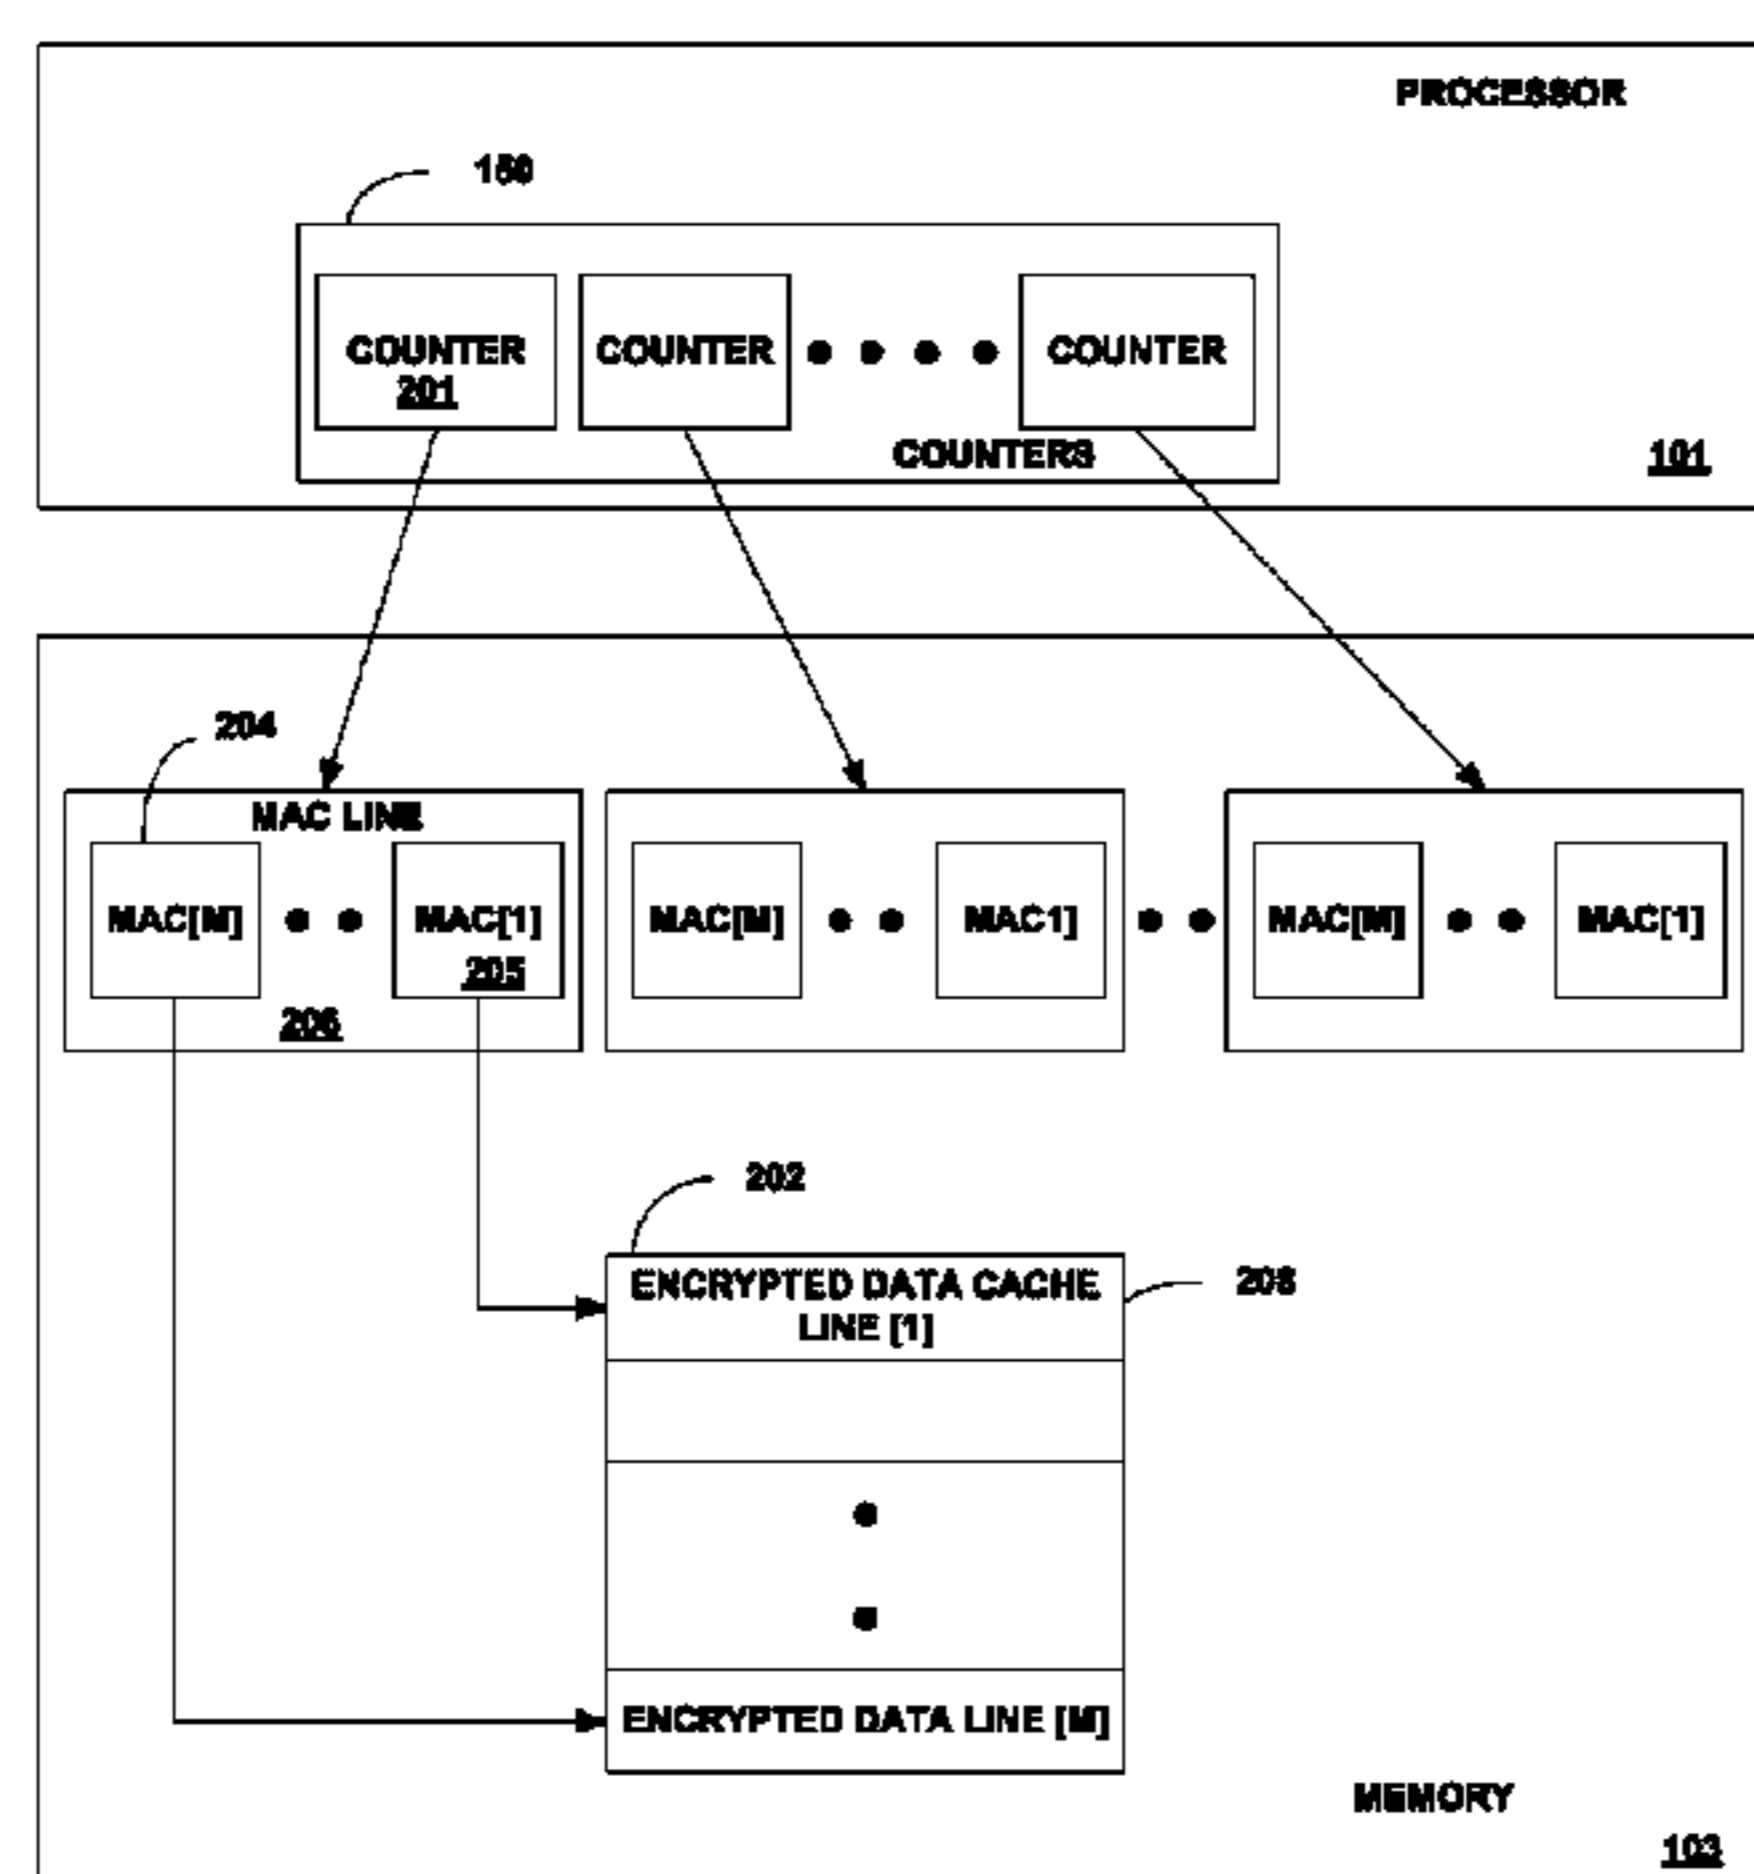 PROCESSOR
150
COUNTER
201
COUNTER
COUNTER
COUNTERS
101
204
MAC LINE
MAC[M]
MAC[1]
205
206
MAC[M]
MAC1]
MAC[M]
MAC[1]
202
ENCRYPTED DATA CACHE
LINE [1]
208
ENCRYPTED DATA LINE [M]
MEMORY
103